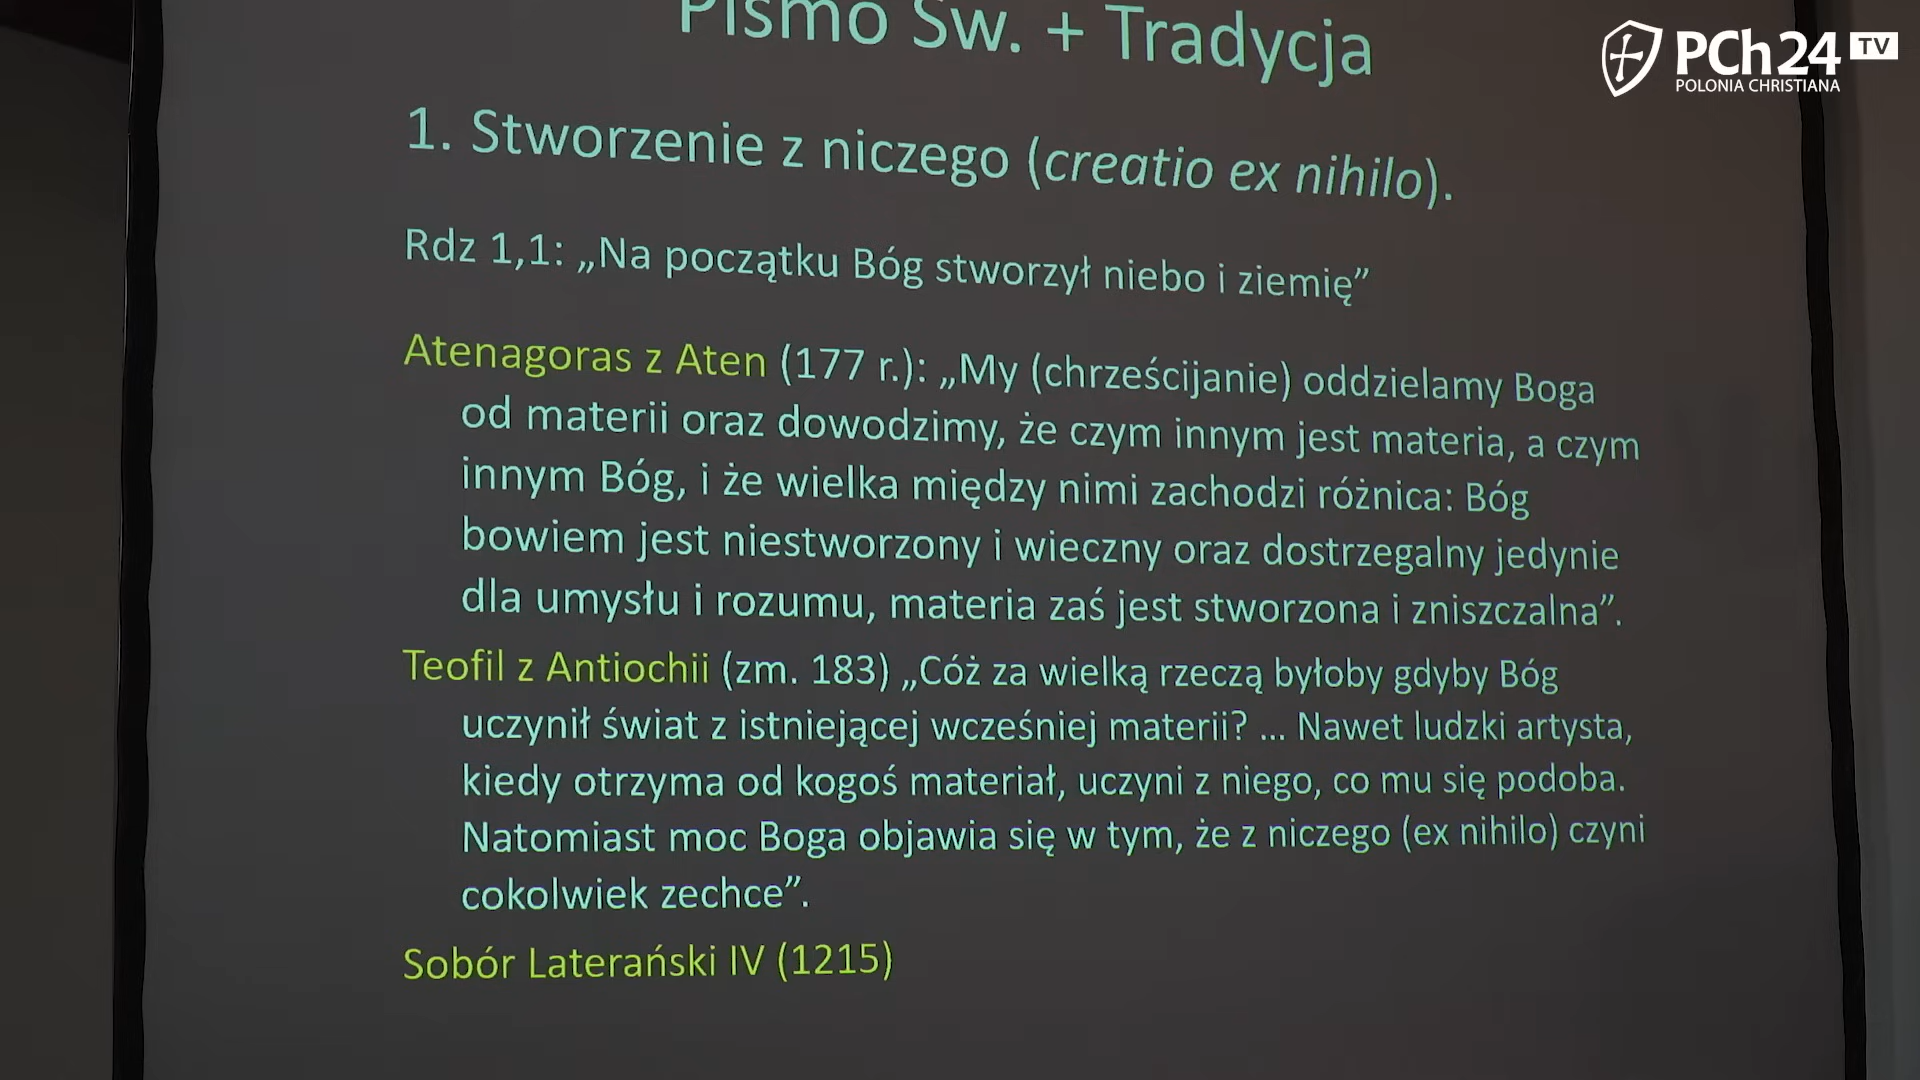 Pismo Św. + Tradycja
PCh24 TV
POLONIA CHRISTIANA
1. Stworzenie z niczego (creatio ex nihilo).
Rdz 1,1: „Na początku Bóg stworzył niebo i ziemię”
Atenagoras z Aten (177 r.): „My (chrześcijanie) oddzielamy Boga
od materii oraz dowodzimy, że czym innym jest materia, a czym
innym Bóg, i że wielka między nimi zachodzi różnica: Bóg
bowiem jest niestworzony i wieczny oraz dostrzegalny jedynie
dla umysłu i rozumu, materia zaś jest stworzona i zniszczalna”.
Teofil z Antiochii (zm. 183) „Cóż za wielką rzeczą byłoby gdyby Bóg
uczynił świat z istniejącej wcześniej materii? ... Nawet ludzki artysta,
kiedy otrzyma od kogoś materiał, uczyni z niego, co mu się podoba.
Natomiast moc Boga objawia się w tym, że z niczego (ex nihilo) czyni
cokolwiek zechce”.
Sobór Laterański IV (1215)